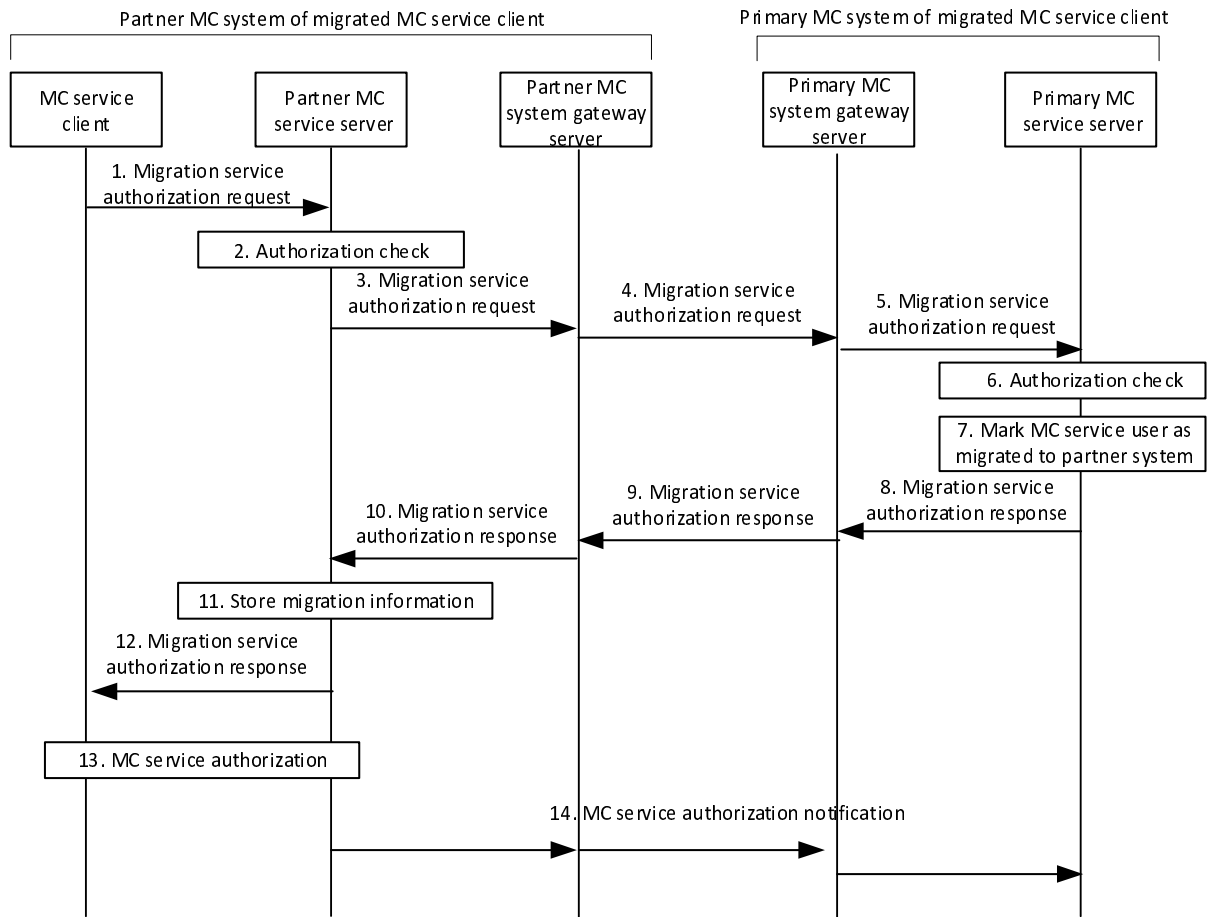 Partner MC system of migrated MC service client
Primary MC system of migrated MC service client
MC service
client
Partner MC
service server
Partner MC
system gateway
server
Primary MC
system gateway
server
Primary MC
service server
1. Migration service
authorization request
2. Authorization check
3. Migration service
authorization request
4. Migration service
authorization request
5. Migration service
authorization request
6. Authorization check
7. Mark MC service user as
migrated to partner system
8. Migration service
authorization response
9. Migration service
authorization response
10. Migration service
authorization response
11. Store migration information
12. Migration service
authorization response
13. MC service authorization
14. MC service authorization notification